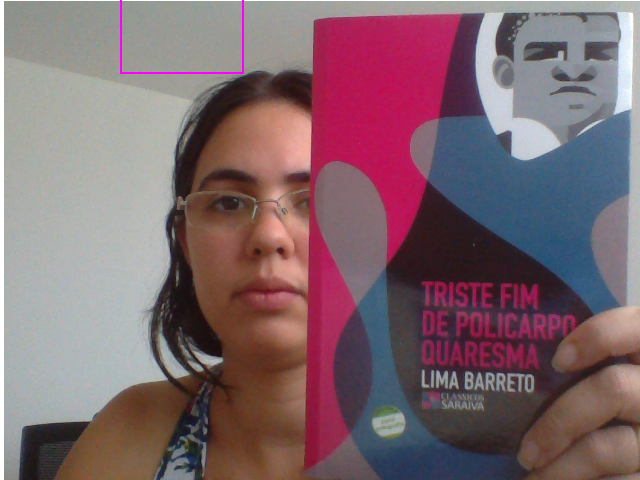 TRISTE FIM
DE POLICARPO
QUARESMA
LIMA BARRETO
CLÁSSICOS
SARAIVA